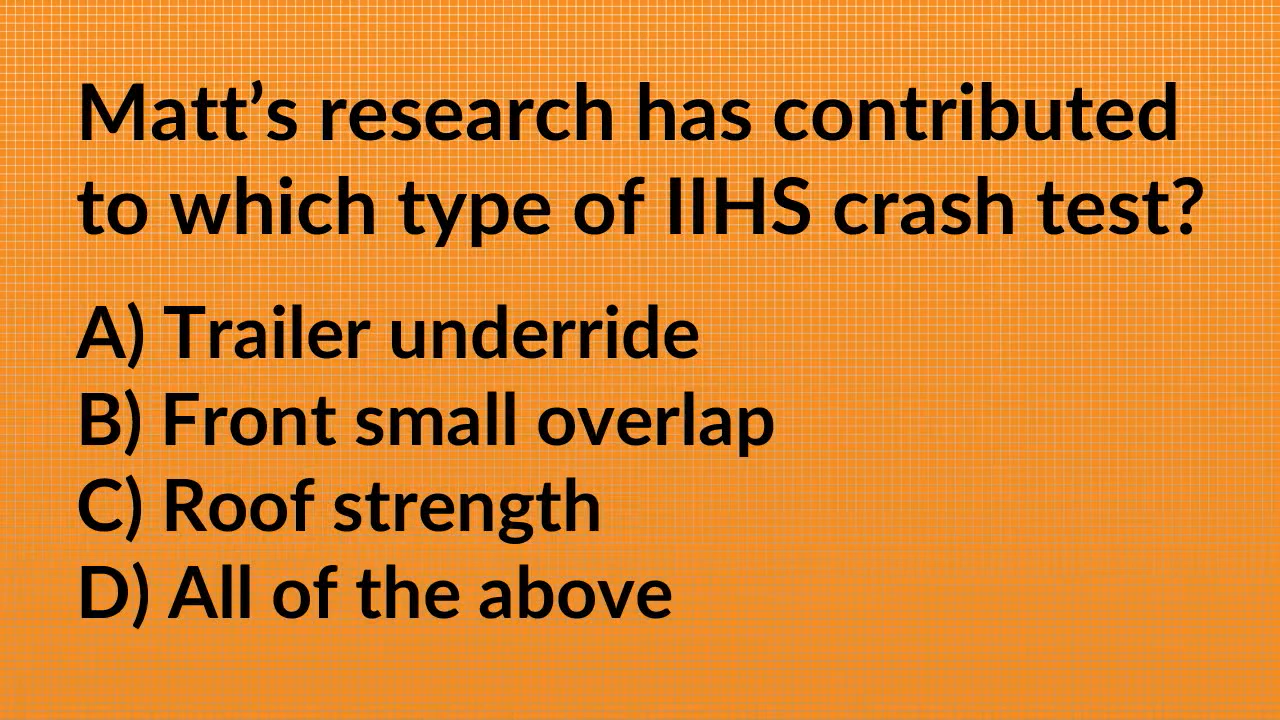 Matt’s research has contributed
to which type of IIHS crash test?
A) Trailer underride
B) Front small overlap
C) Roof strength
D) All of the above